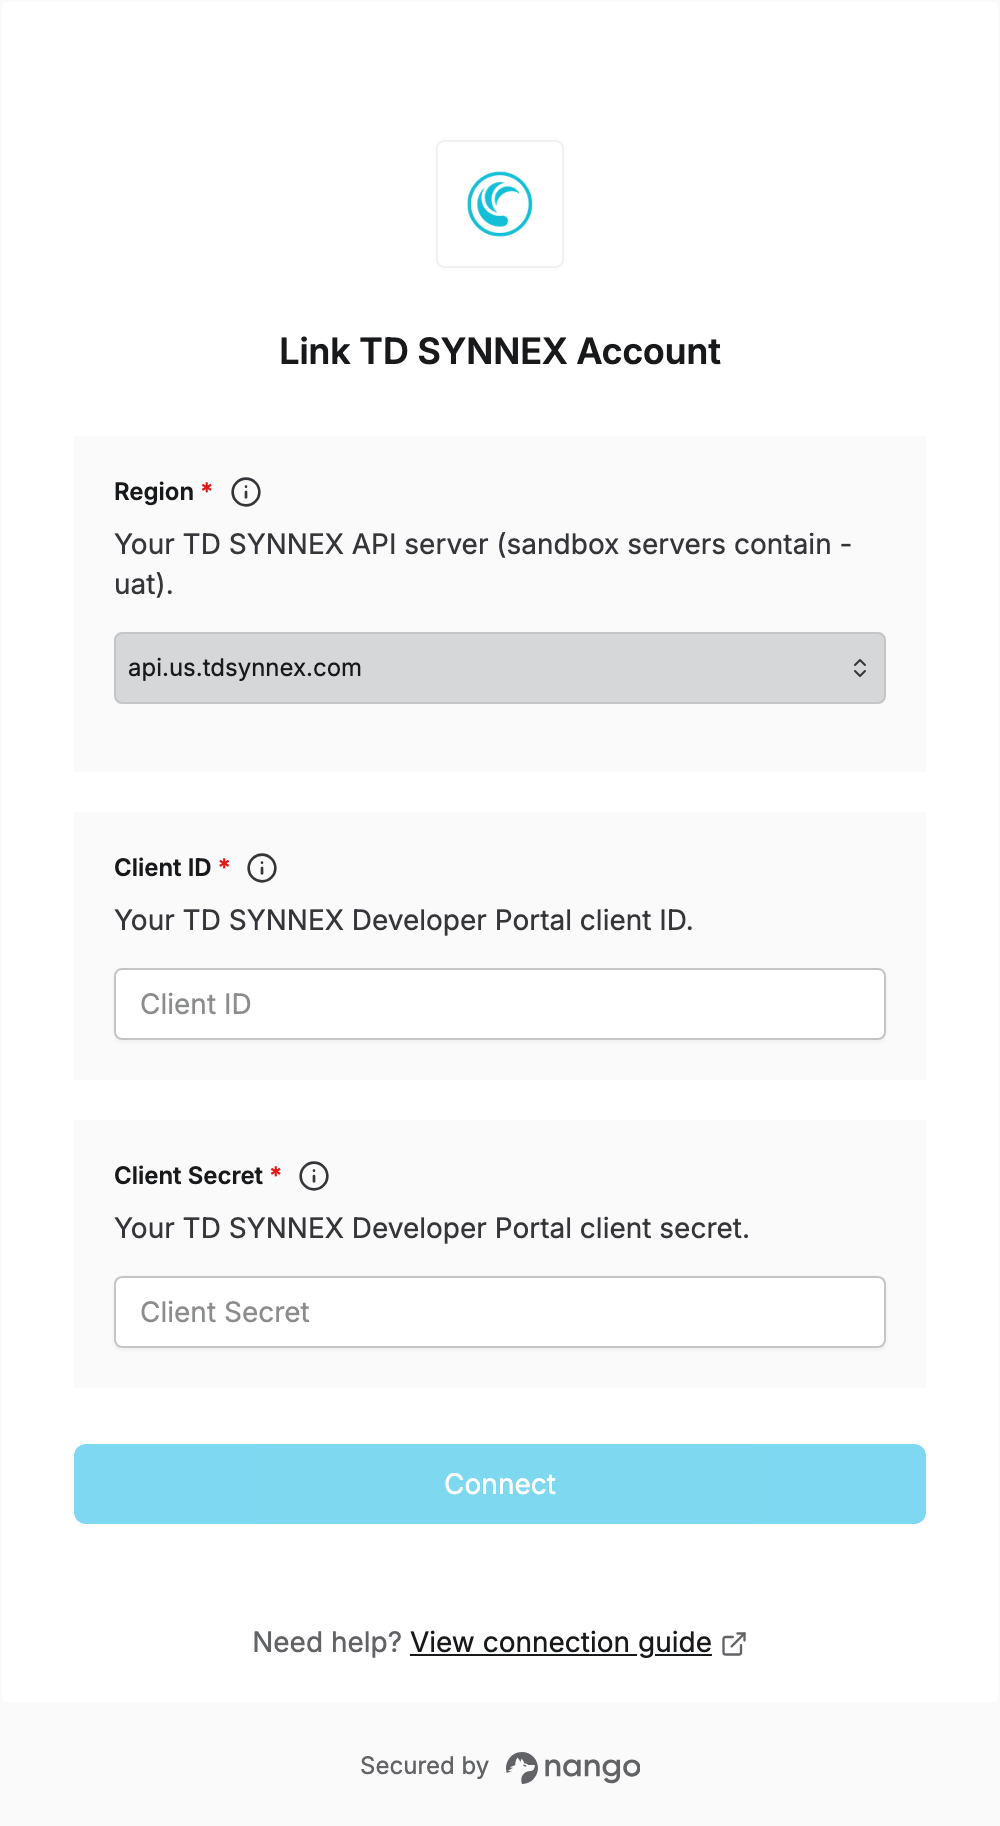 Link TD SYNNEX Account
Region *
Your TD SYNNEX API server (sandbox servers contain -
uat).
api.us.tdsynnex.com
Client ID *
Your TD SYNNEX Developer Portal client ID.
Client ID
Client Secret *
Your TD SYNNEX Developer Portal client secret.
Client Secret
Connect
Need help? View connection guide
Secured by nango